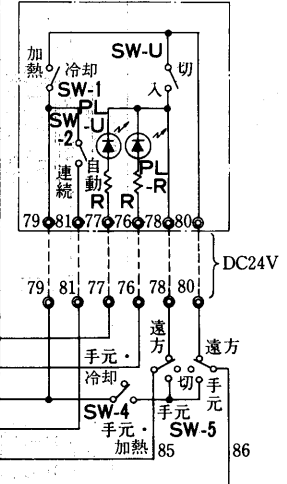 加熱
冷却
SW-1
SW-U
切
入
PL
-U
SW
-2
自動
連続
PL
-R
R
R
79 81 77 76 78 80
DC24V
79 81 77 76 78 80
遠方
遠方
手元・
冷却
切
手元
手元
SW-4
手元・
加熱
SW-5
85
86